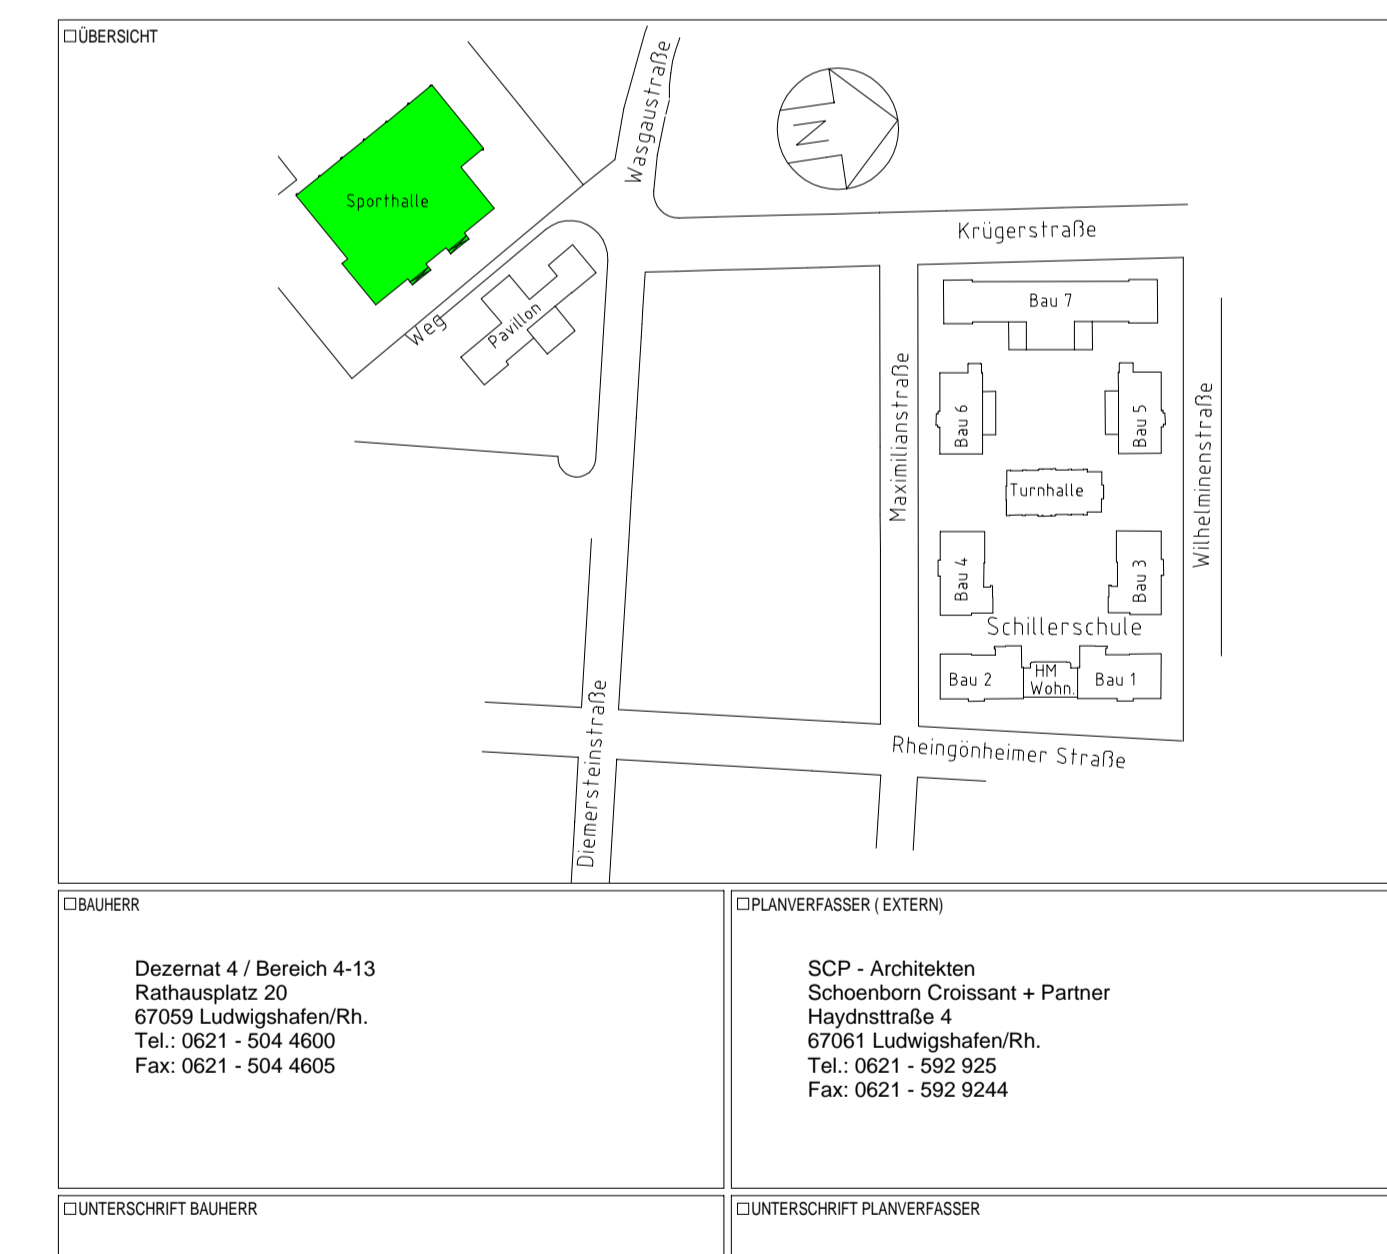 ÜBERSICHT
Wasgaustraße
N
Sporthalle
Krügerstraße
Bau 7
Weg
Pavillon
Maximilianstraße
Bau 6
Bau 5
Wilhelminenstraße
Turnhalle
Bau 4
Bau 3
Schillerschule
Bau 2
HM
Wohn.
Bau 1
Diemersteinstraße
Rheingönheimer Straße
BAUHERR
Dezernat 4 / Bereich 4-13
Rathausplatz 20
67059 Ludwigshafen/Rh.
Tel.: 0621 - 504 4600
Fax: 0621 - 504 4605
PLANVERFASSER ( EXTERN)
SCP - Architekten
Schoenborn Croissant + Partner
Haydnsttraße 4
67061 Ludwigshafen/Rh.
Tel.: 0621 - 592 925
Fax: 0621 - 592 9244
UNTERSCHRIFT BAUHERR
UNTERSCHRIFT PLANVERFASSER